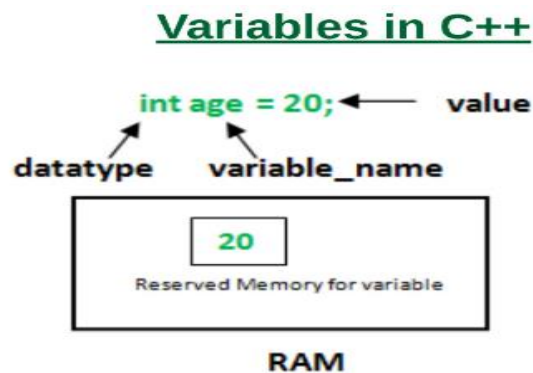 Variables in C++
int age = 20; value
datatype variable_name
20
Reserved Memory for variable
RAM